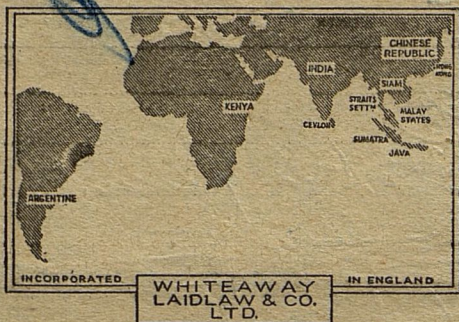 CHINESE
REPUBLIC
HONG
KONG
INDIA
SIAM
KENYA
STRAITS
SETTM
CEYLON
MALAY
STATES
SUMATRA
JAVA
ARGENTINE
INCORPORATED
IN ENGLAND
WHITEAWAY
LAIDLAW & CO.
LTD.